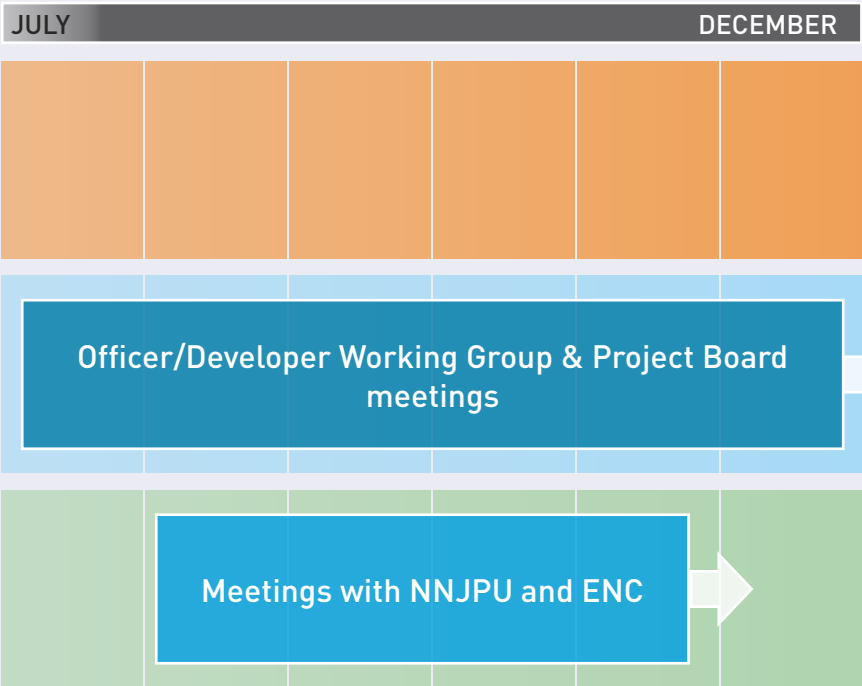 JULY DECEMBER
Officer/Developer Working Group & Project Board
meetings
Meetings with NNJPU and ENC